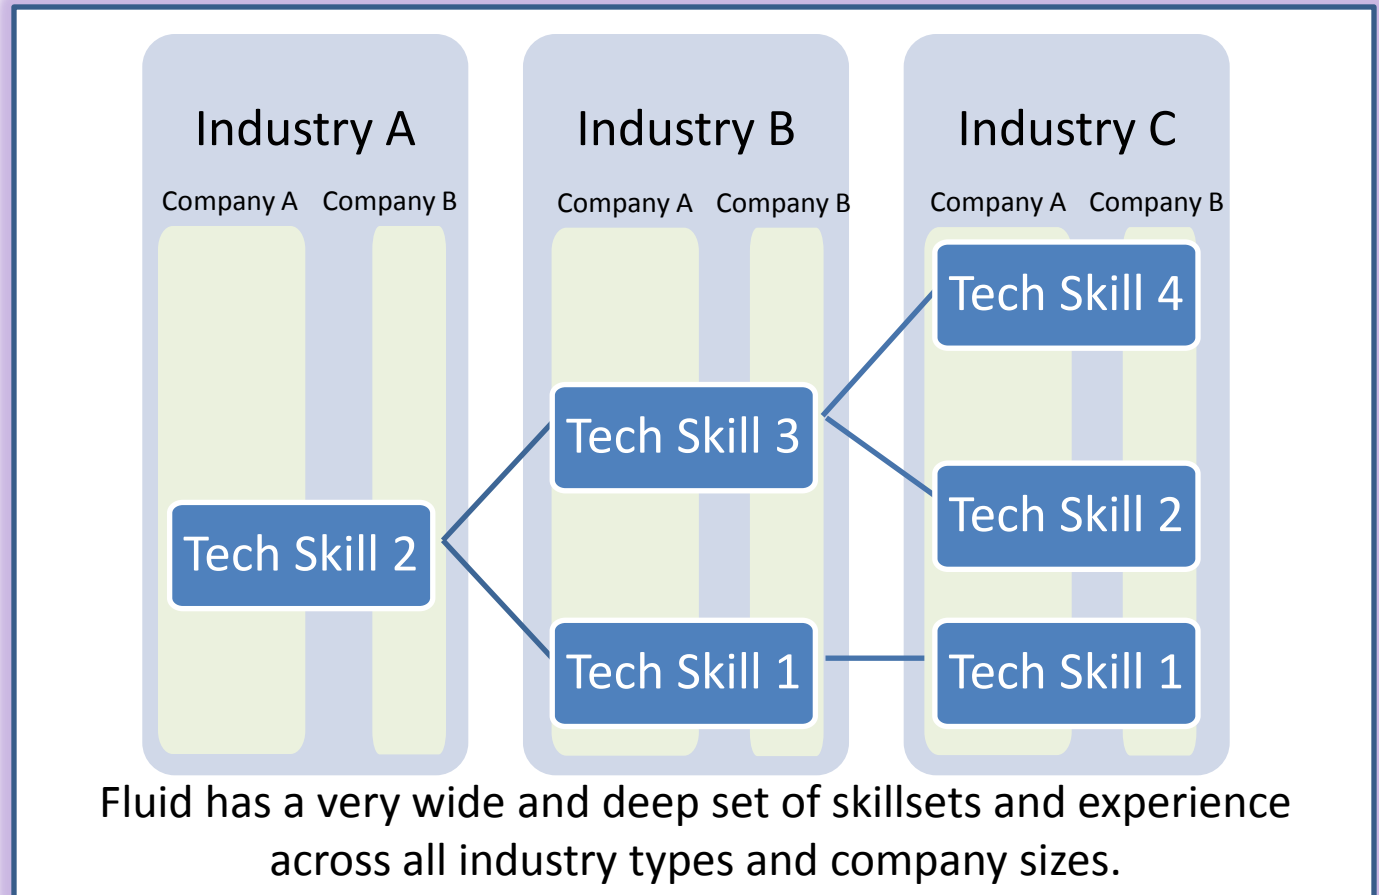 Industry A
Industry B
Industry C
Company A
Company B
Company A
Company B
Company A
Company B
Tech Skill 4
Tech Skill 3
Tech Skill 2
Tech Skill 2
Tech Skill 1
Tech Skill 1
Fluid has a very wide and deep set of skillsets and experience
across all industry types and company sizes.